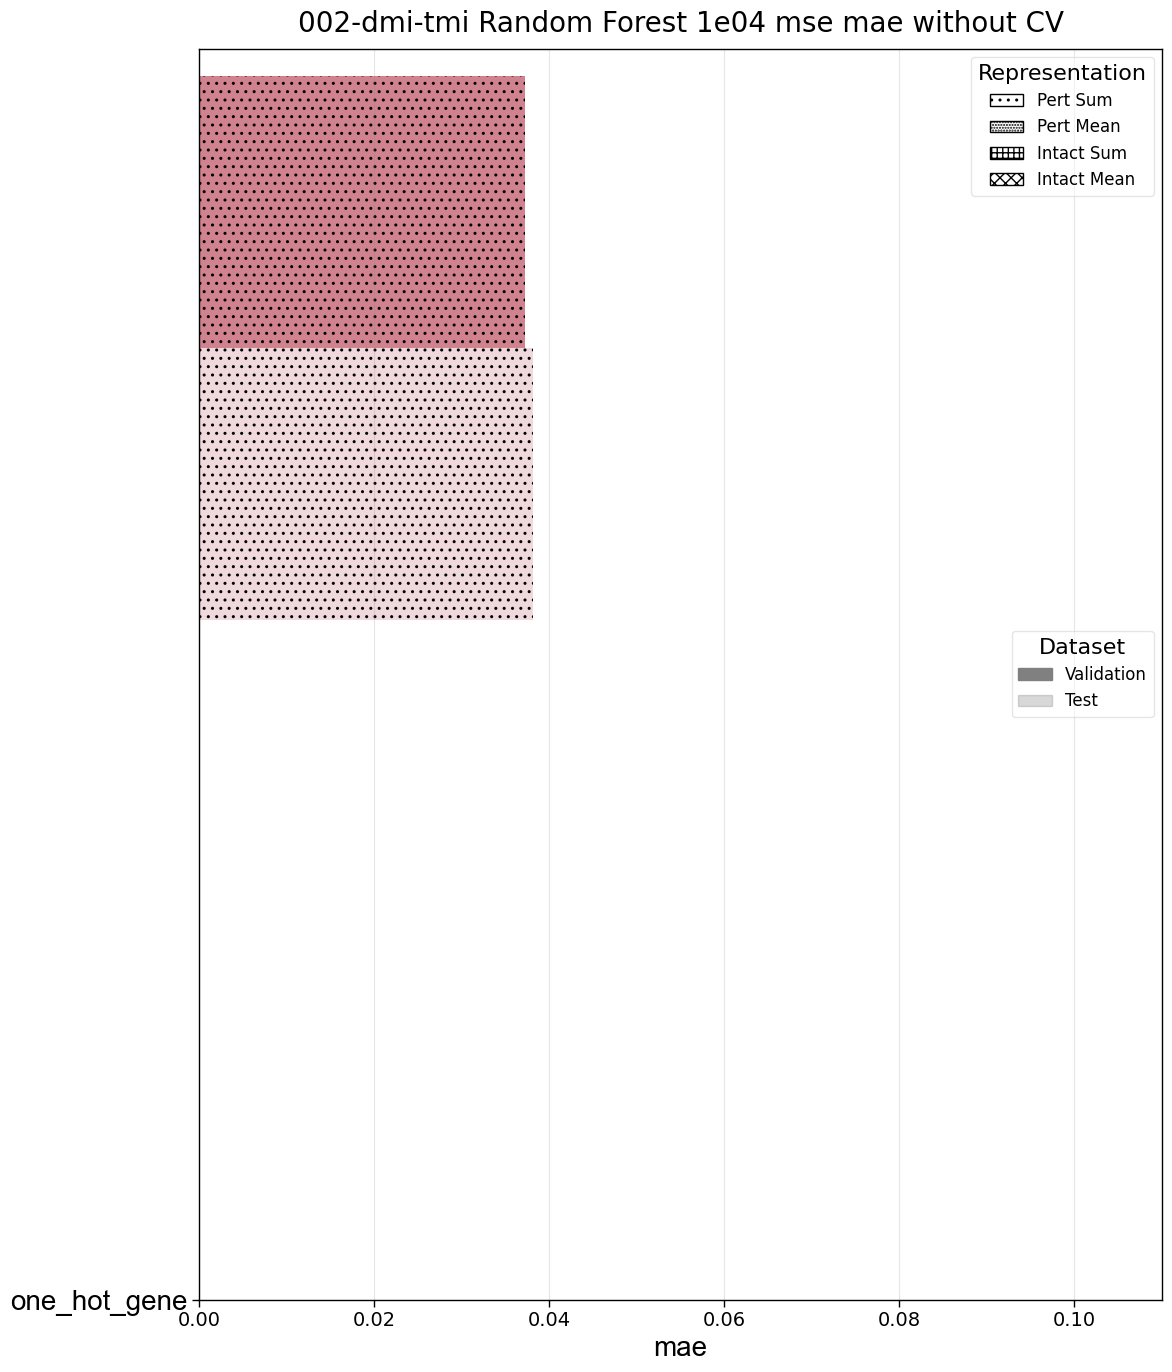 002-dmi-tmi Random Forest 1e04 mse mae without CV
Representation
Pert Sum
Pert Mean
Intact Sum
Intact Mean
Dataset
Validation
Test
one_hot_gene
0.00 0.02 0.04 0.06 0.08 0.10
mae